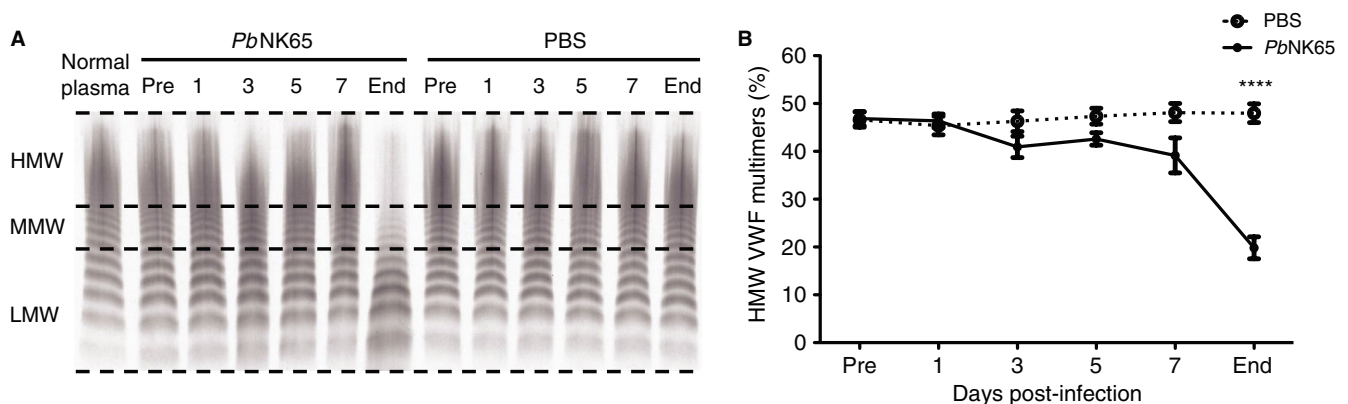 A
PbNK65
PBS
Normal
plasma
Pre 1 3 5 7 End
Pre 1 3 5 7 End
HMW
MMW
LMW
B
PBS
PbNK65
****
HMW VWF multimers (%)
60
50
40
30
20
10
0
Pre 1 3 5 7 End
Days post-infection